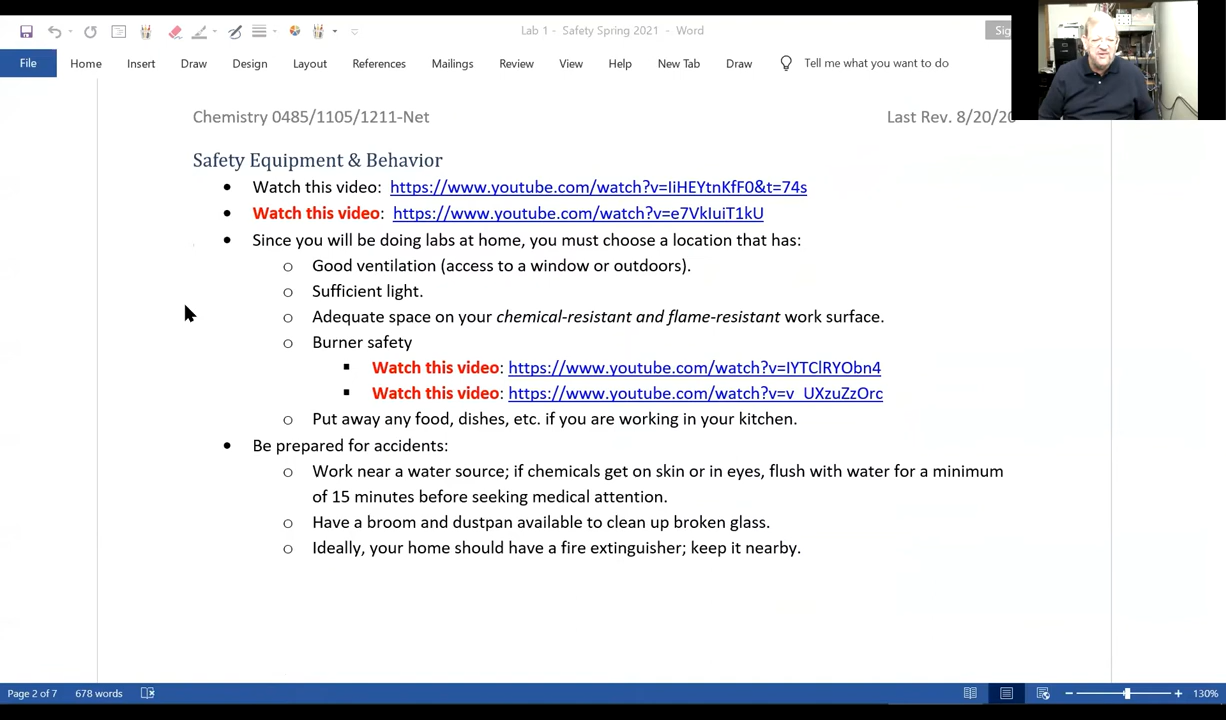 Lab 1 - Safety Spring 2021 - Word
File Home Insert Draw Design Layout References Mailings Review View Help New Tab Draw Tell me what you want to do
Chemistry 0485/1105/1211-Net Last Rev. 8/20/20
Safety Equipment & Behavior
• Watch this video: https://www.youtube.com/watch?v=IiHEYtnKfF0&t=74s
• Watch this video: https://www.youtube.com/watch?v=e7VkIuiT1kU
• Since you will be doing labs at home, you must choose a location that has:
o Good ventilation (access to a window or outdoors).
o Sufficient light.
o Adequate space on your chemical-resistant and flame-resistant work surface.
o Burner safety
▪ Watch this video: https://www.youtube.com/watch?v=IYTClRYObn4
▪ Watch this video: https://www.youtube.com/watch?v=v_UXzuZzOrc
o Put away any food, dishes, etc. if you are working in your kitchen.
• Be prepared for accidents:
o Work near a water source; if chemicals get on skin or in eyes, flush with water for a minimum
of 15 minutes before seeking medical attention.
o Have a broom and dustpan available to clean up broken glass.
o Ideally, your home should have a fire extinguisher; keep it nearby.
Page 2 of 7 678 words 130%